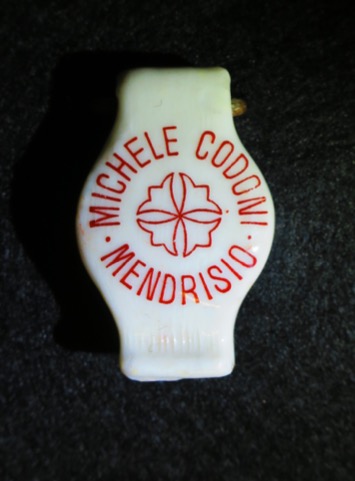 · MICHELE CODONI ·
MENDRISIO